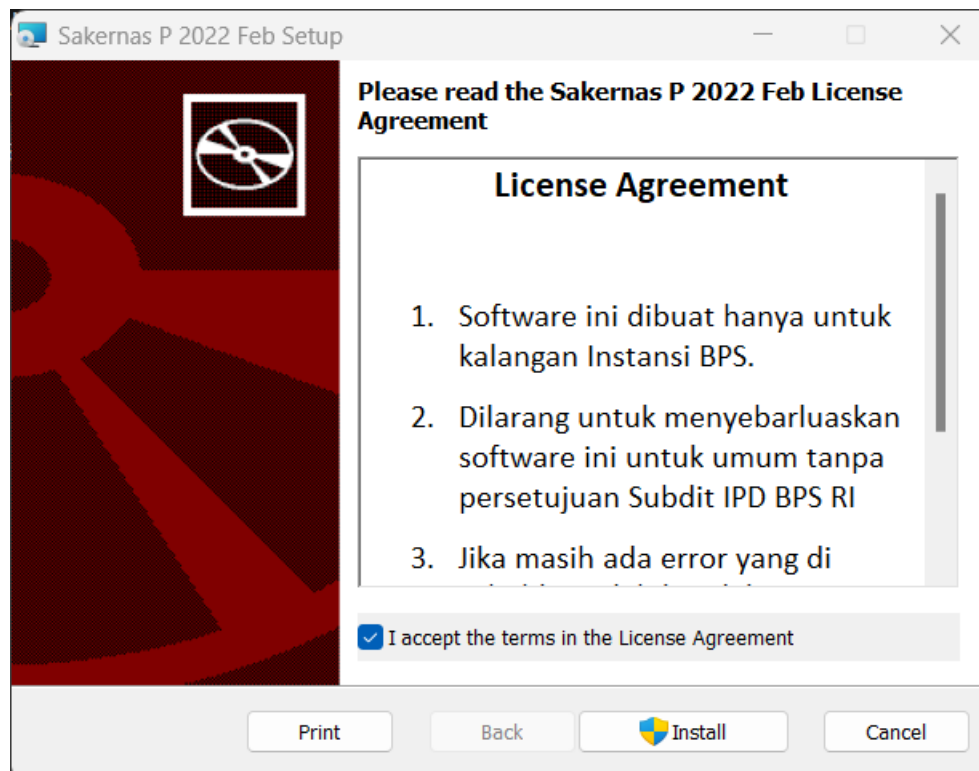 Sakernas P 2022 Feb Setup
Please read the Sakernas P 2022 Feb License
Agreement
License Agreement
1. Software ini dibuat hanya untuk
kalangan Instansi BPS.
2. Dilarang untuk menyebarluaskan
software ini untuk umum tanpa
persetujuan Subdit IPD BPS RI
3. Jika masih ada error yang di
I accept the terms in the License Agreement
Print
Back
Install
Cancel